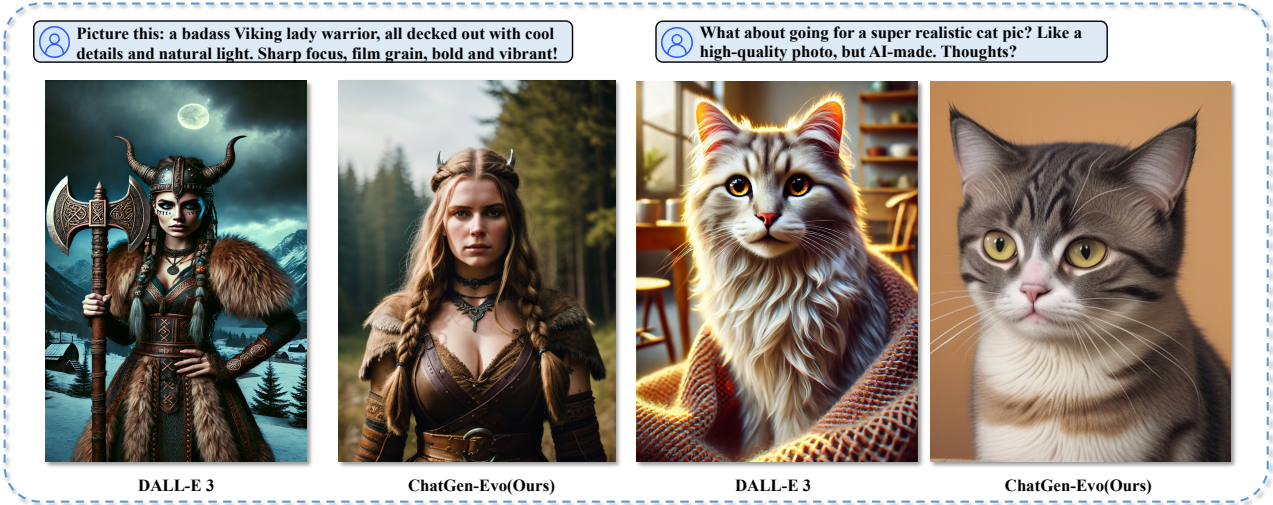 Picture this: a badass Viking lady warrior, all decked out with cool
details and natural light. Sharp focus, film grain, bold and vibrant!
What about going for a super realistic cat pic? Like a
high-quality photo, but AI-made. Thoughts?
DALL-E 3
ChatGen-Evo(Ours)
DALL-E 3
ChatGen-Evo(Ours)